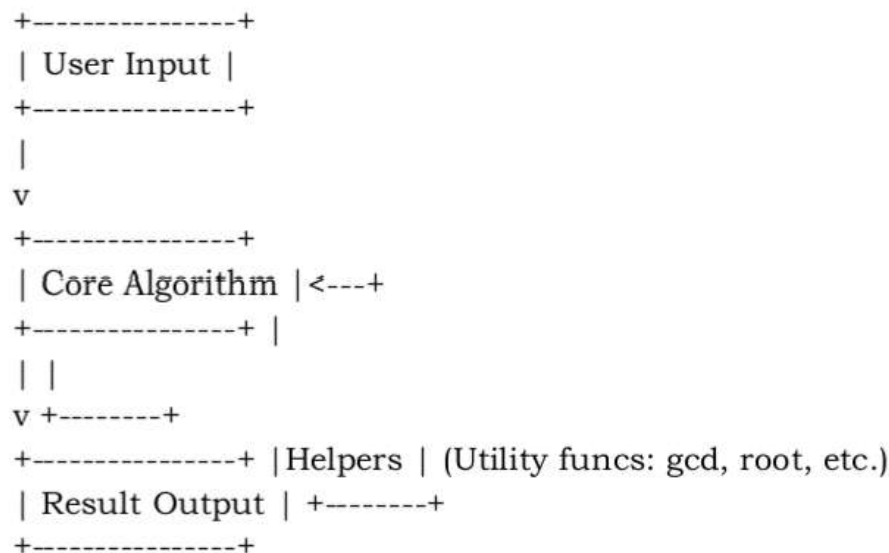 +----------------+
| User Input |
+----------------+
|
v
+----------------+
| Core Algorithm |<---+
+----------------+ |
| |
v +--------+
+----------------+ |Helpers | (Utility funcs: gcd, root, etc.)
| Result Output | +--------+
+----------------+